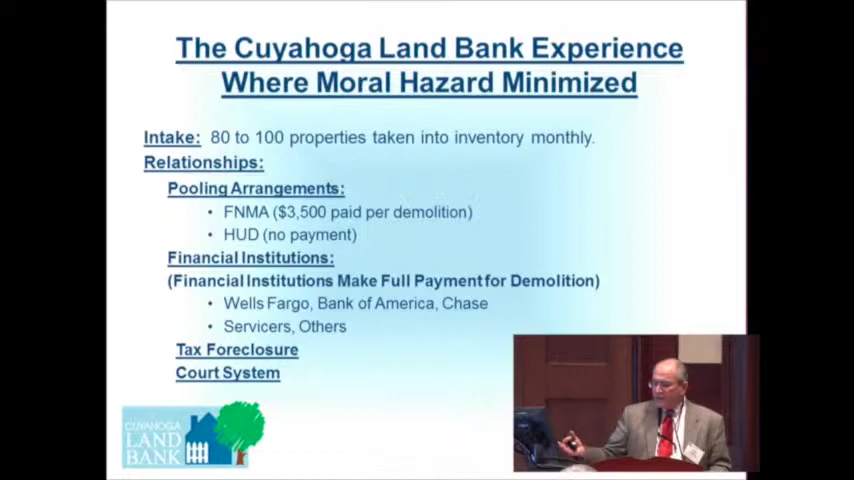 The Cuyahoga Land Bank Experience
Where Moral Hazard Minimized
Intake: 80 to 100 properties taken into inventory monthly.
Relationships:
Pooling Arrangements:
• FNMA ($3,500 paid per demolition)
• HUD (no payment)
Financial Institutions:
(Financial Institutions Make Full Payment for Demolition)
• Wells Fargo, Bank of America, Chase
• Servicers, Others
Tax Foreclosure
Court System
CUYAHOGA
LAND
BANK